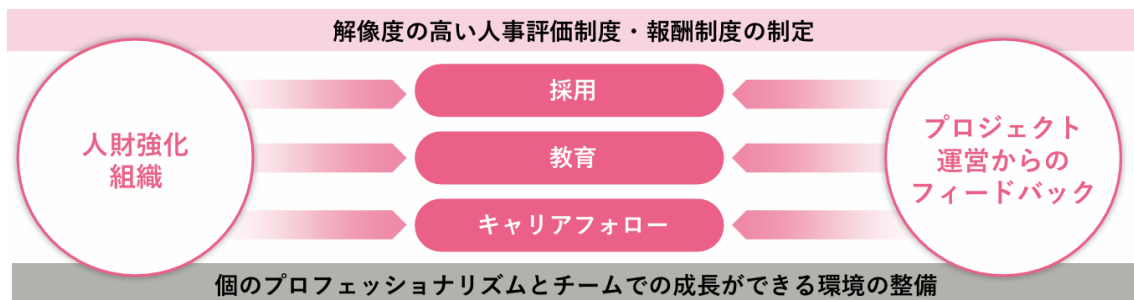 解像度の高い人事評価制度・報酬制度の制定
人財強化
組織
採用
教育
キャリアフォロー
プロジェクト
運営からの
フィードバック
個のプロフェッショナリズムとチームでの成長ができる環境の整備